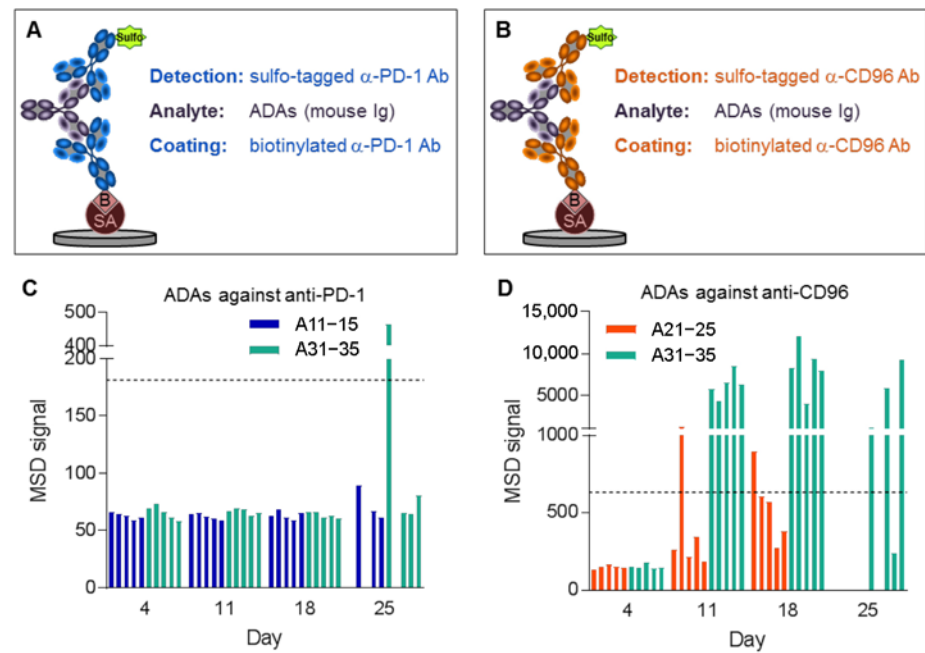 A
Sulfo
Detection: sulfo-tagged α-PD-1 Ab
Analyte: ADAs (mouse Ig)
Coating: biotinylated α-PD-1 Ab
B
SA
B
Sulfo
Detection: sulfo-tagged α-CD96 Ab
Analyte: ADAs (mouse Ig)
Coating: biotinylated α-CD96 Ab
B
SA
C
ADAs against anti-PD-1
A11–15
A31–35
MSD signal
500
400
200
150
100
50
0
4 11 18 25
Day
D
ADAs against anti-CD96
A21–25
A31–35
MSD signal
15,000
10,000
5000
1000
500
0
4 11 18 25
Day